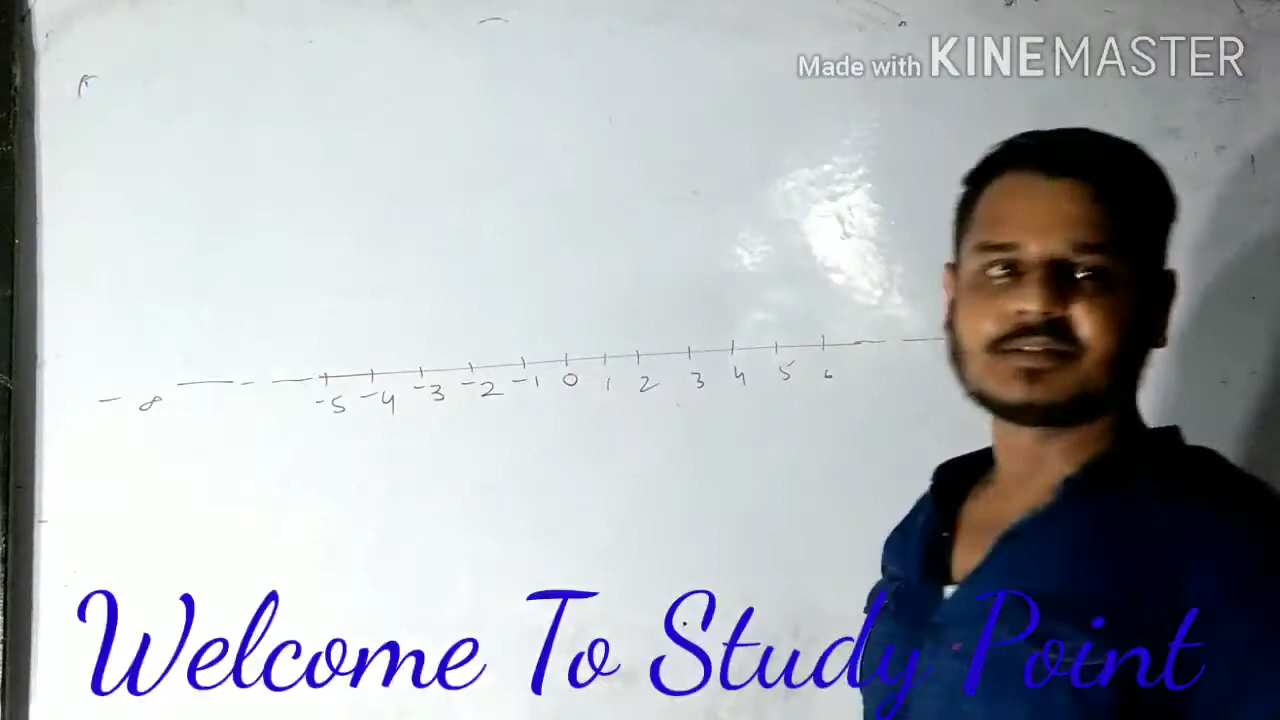 Made with KINEMASTER
- ∞ -5 -4 -3 -2 -1 0 1 2 3 4 5 6
Welcome To Study Point